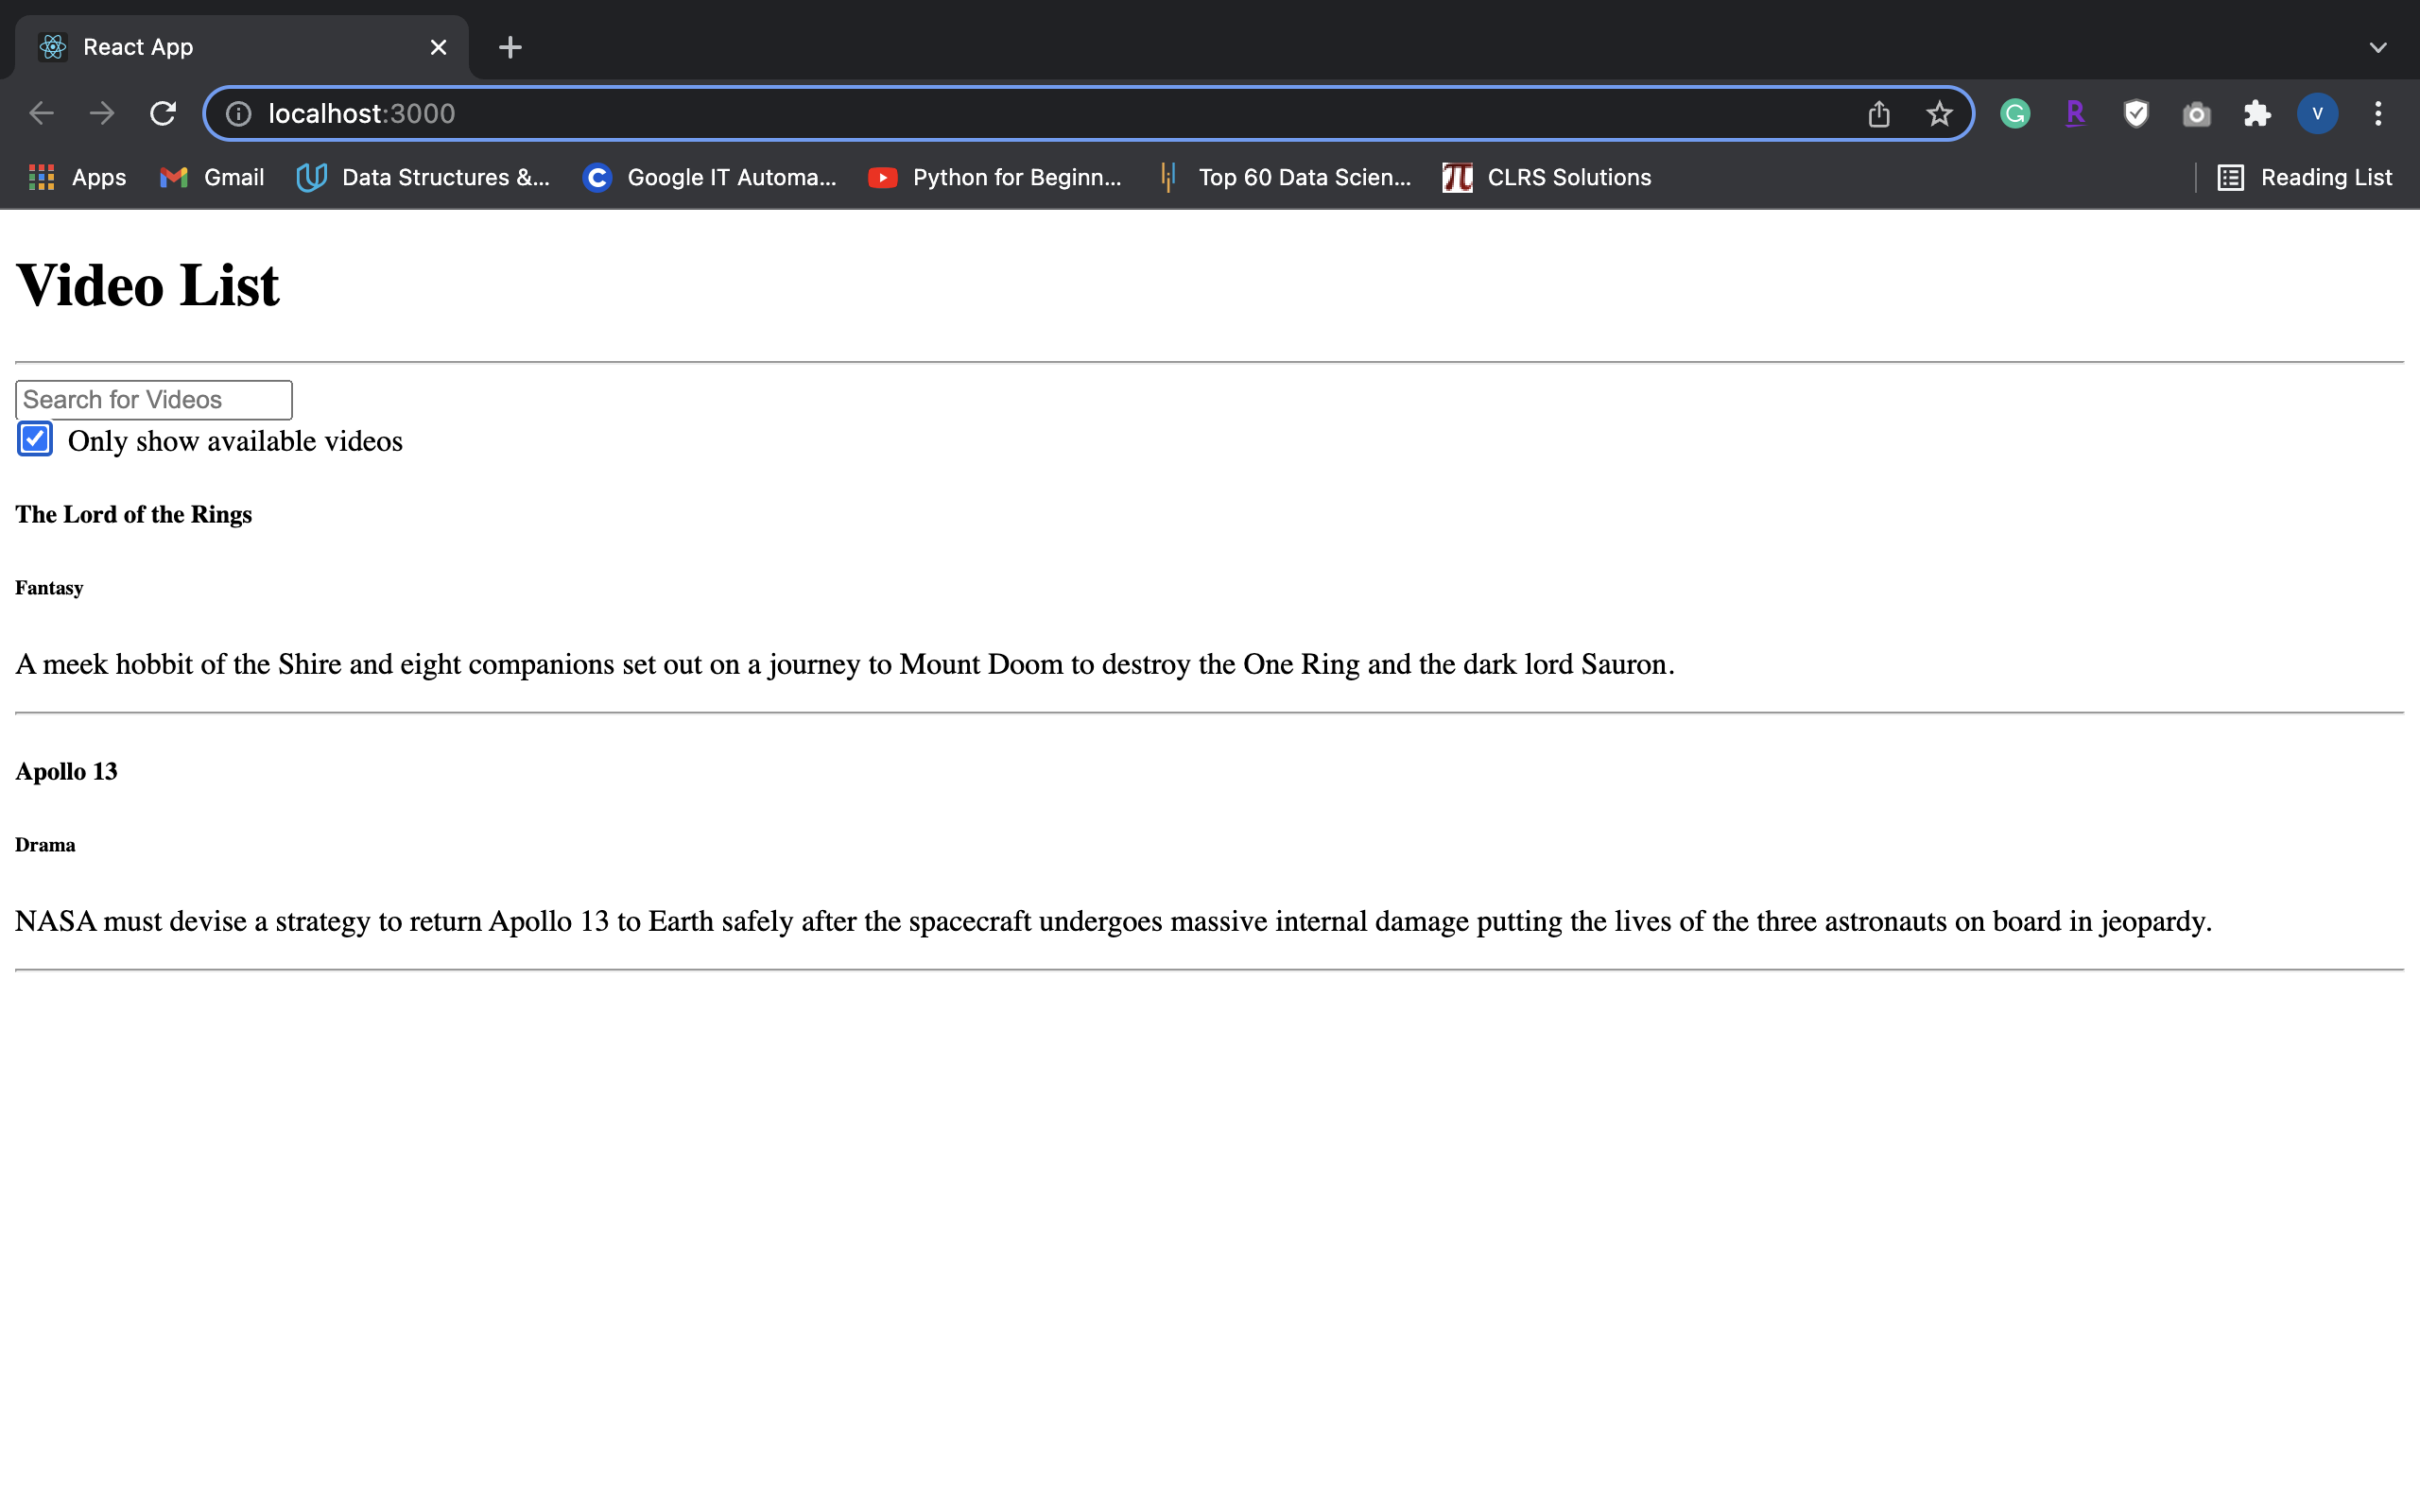 React App
localhost:3000
G R V
Apps Gmail Data Structures &... C Google IT Automa... Python for Beginn... Top 60 Data Scien... CLRS Solutions Reading List
Video List
Search for Videos
Only show available videos
The Lord of the Rings
Fantasy
A meek hobbit of the Shire and eight companions set out on a journey to Mount Doom to destroy the One Ring and the dark lord Sauron.
Apollo 13
Drama
NASA must devise a strategy to return Apollo 13 to Earth safely after the spacecraft undergoes massive internal damage putting the lives of the three astronauts on board in jeopardy.